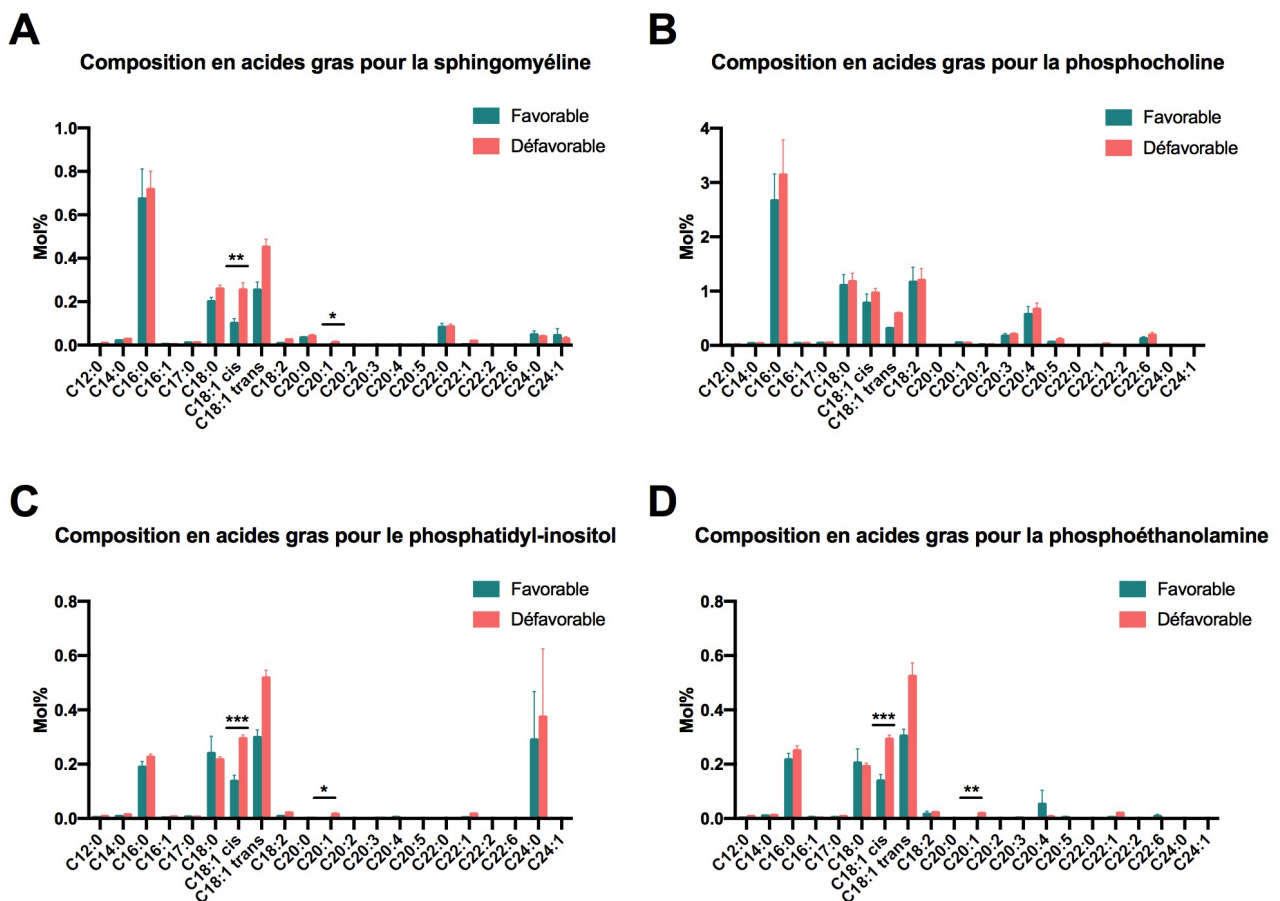 A
Composition en acides gras pour la sphingomyéline
Favorable
Défavorable
1.0
0.8
0.6
0.4
0.2
0.0
Mol%
**
*
C12:0
C14:0
C16:0
C16:1
C17:0
C18:0
C18:1 cis
C18:1 trans
C18:2
C20:0
C20:1
C20:2
C20:3
C20:4
C20:5
C22:0
C22:1
C22:2
C22:6
C24:0
C24:1
B
Composition en acides gras pour la phosphocholine
Favorable
Défavorable
4
3
2
1
0
Mol%
C12:0
C14:0
C16:0
C16:1
C17:0
C18:0
C18:1 cis
C18:1 trans
C18:2
C20:0
C20:1
C20:2
C20:3
C20:4
C20:5
C22:0
C22:1
C22:2
C22:6
C24:0
C24:1
C
Composition en acides gras pour le phosphatidyl-inositol
Favorable
Défavorable
0.8
0.6
0.4
0.2
0.0
Mol%
***
*
C12:0
C14:0
C16:0
C16:1
C17:0
C18:0
C18:1 cis
C18:1 trans
C18:2
C20:0
C20:1
C20:2
C20:3
C20:4
C20:5
C22:0
C22:1
C22:2
C22:6
C24:0
C24:1
D
Composition en acides gras pour la phosphoéthanolamine
Favorable
Défavorable
0.8
0.6
0.4
0.2
0.0
Mol%
***
**
C12:0
C14:0
C16:0
C16:1
C17:0
C18:0
C18:1 cis
C18:1 trans
C18:2
C20:0
C20:1
C20:2
C20:3
C20:4
C20:5
C22:0
C22:1
C22:2
C22:6
C24:0
C24:1